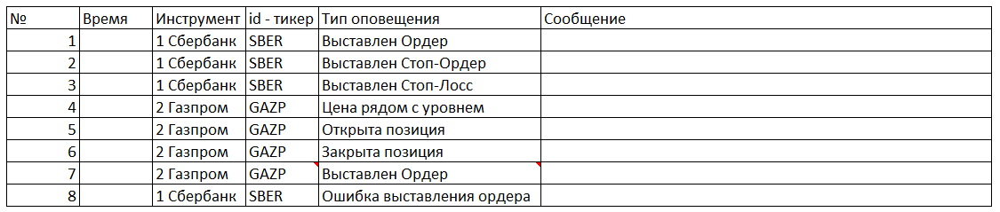 № Время Инструмент id - тикер Тип оповещения Сообщение
1 1 Сбербанк SBER Выставлен Ордер
2 1 Сбербанк SBER Выставлен Стоп-Ордер
3 1 Сбербанк SBER Выставлен Стоп-Лосс
4 2 Газпром GAZP Цена рядом с уровнем
5 2 Газпром GAZP Открыта позиция
6 2 Газпром GAZP Закрыта позиция
7 2 Газпром GAZP Выставлен Ордер
8 1 Сбербанк SBER Ошибка выставления ордера